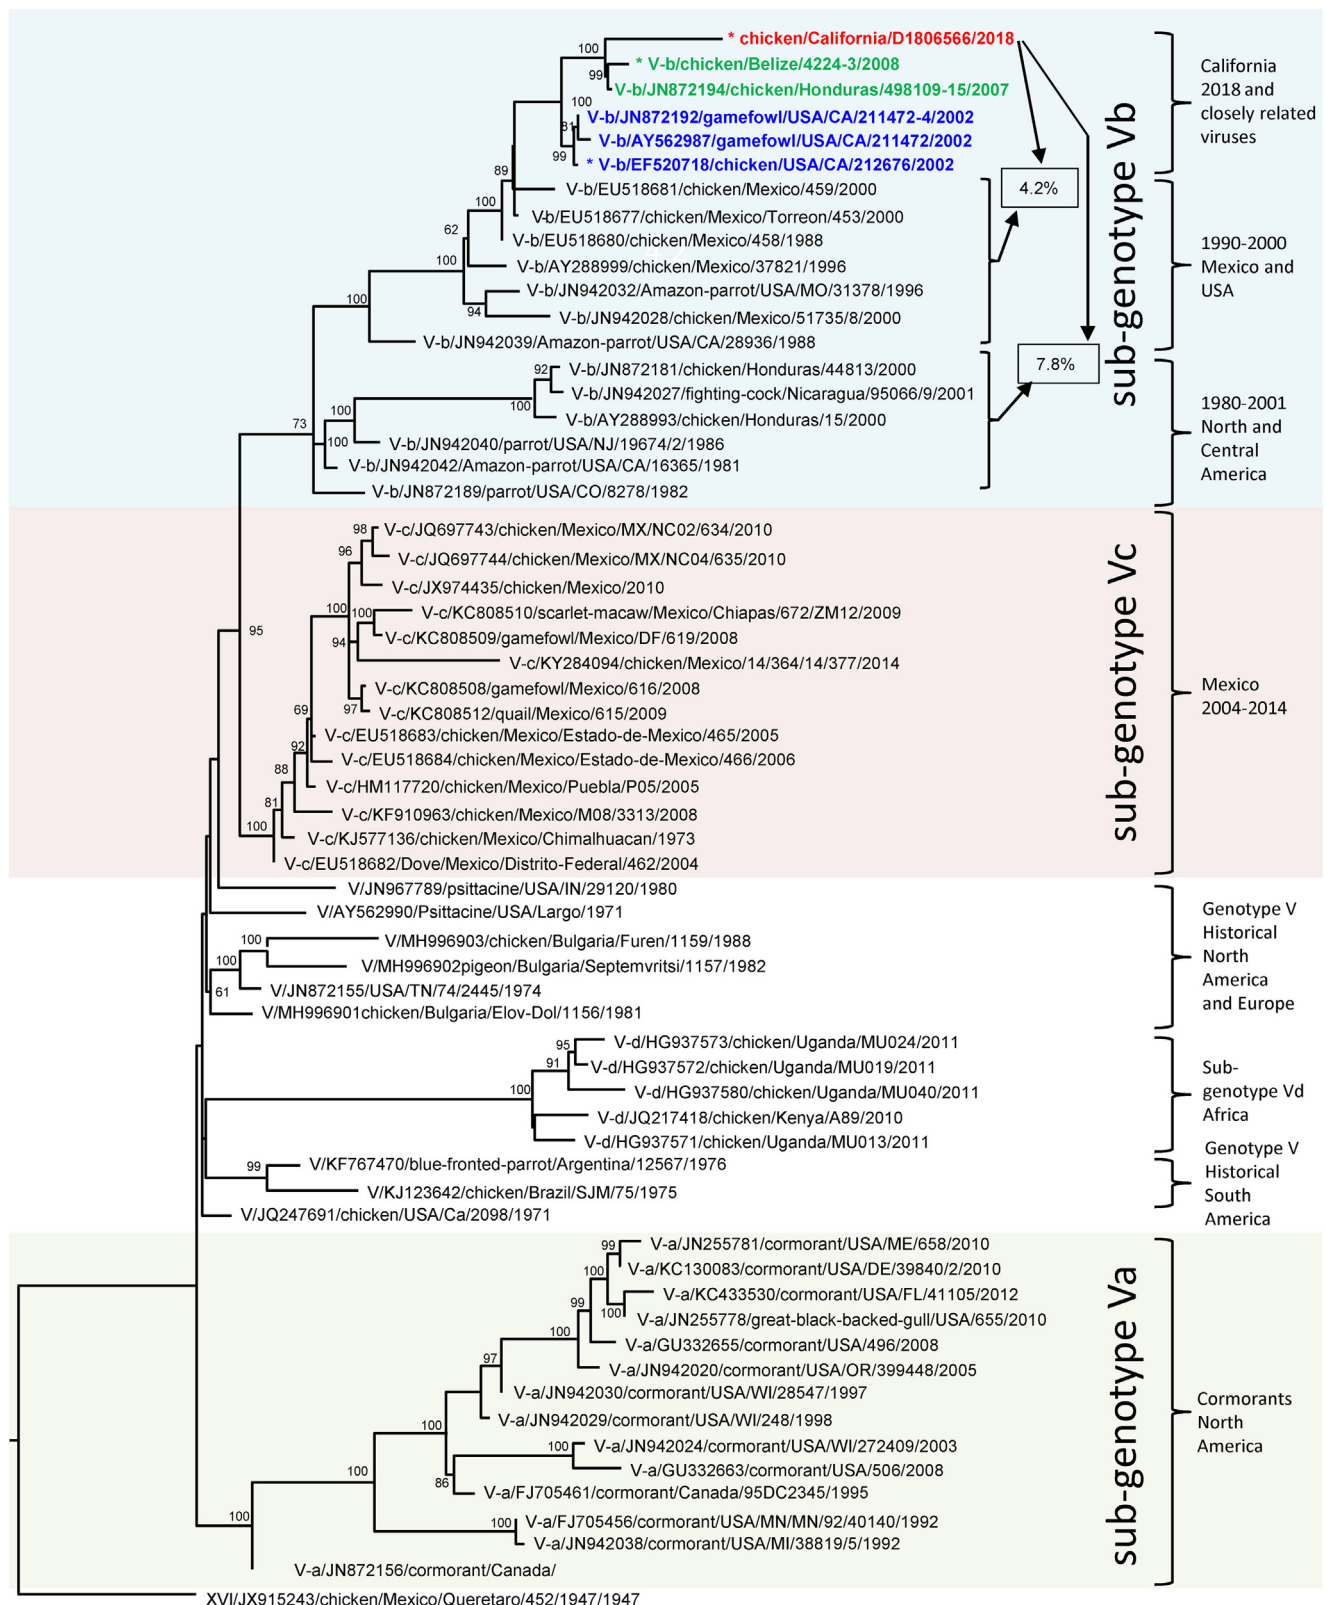 * chicken/California/D1806566/2018
* V-b/chicken/Belize/4224-3/2008
V-b/JN872194/chicken/Honduras/498109-15/2007
V-b/JN872192/gamefowl/USA/CA/211472-4/2002
V-b/AY562987/gamefowl/USA/CA/211472/2002
* V-b/EF520718/chicken/USA/CA/212676/2002
V-b/EU518681/chicken/Mexico/459/2000
V-b/EU518677/chicken/Mexico/Torreon/453/2000
V-b/EU518680/chicken/Mexico/458/1988
V-b/AY288999/chicken/Mexico/37821/1996
V-b/JN942032/Amazon-parrot/USA/MO/31378/1996
V-b/JN942028/chicken/Mexico/51735/8/2000
V-b/JN942039/Amazon-parrot/USA/CA/28936/1988
V-b/JN872181/chicken/Honduras/44813/2000
V-b/JN942027/fighting-cock/Nicaragua/95066/9/2001
V-b/AY288993/chicken/Honduras/15/2000
V-b/JN942040/parrot/USA/NJ/19674/2/1986
V-b/JN942042/Amazon-parrot/USA/CA/16365/1981
V-b/JN872189/parrot/USA/CO/8278/1982
100
99
100
81
99
89
100
62
100
94
100
92
100
100
100
73
4.2%
7.8%
sub-genotype Vb
California
2018 and
closely related
viruses
1990-2000
Mexico and
USA
1980-2001
North and
Central
America
V-c/JQ697743/chicken/Mexico/MX/NC02/634/2010
V-c/JQ697744/chicken/Mexico/MX/NC04/635/2010
V-c/JX974435/chicken/Mexico/2010
V-c/KC808510/scarlet-macaw/Mexico/Chiapas/672/ZM12/2009
V-c/KC808509/gamefowl/Mexico/DF/619/2008
V-c/KY284094/chicken/Mexico/14/364/14/377/2014
V-c/KC808508/gamefowl/Mexico/616/2008
V-c/KC808512/quail/Mexico/615/2009
V-c/EU518683/chicken/Mexico/Estado-de-Mexico/465/2005
V-c/EU518684/chicken/Mexico/Estado-de-Mexico/466/2006
V-c/HM117720/chicken/Mexico/Puebla/P05/2005
V-c/KF910963/chicken/Mexico/M08/3313/2008
V-c/KJ577136/chicken/Mexico/Chimalhuacan/1973
V-c/EU518682/Dove/Mexico/Distrito-Federal/462/2004
98
96
100
100
94
97
69
92
88
81
100
95
sub-genotype Vc
Mexico
2004-2014
V/JN967789/psittacine/USA/IN/29120/1980
V/AY562990/Psittacine/USA/Largo/1971
V/MH996903/chicken/Bulgaria/Furen/1159/1988
V/MH996902pigeon/Bulgaria/Septemvritsi/1157/1982
V/JN872155/USA/TN/74/2445/1974
V/MH996901chicken/Bulgaria/Elov-Dol/1156/1981
100
100
61
Genotype V
Historical
North
America
and Europe
V-d/HG937573/chicken/Uganda/MU024/2011
V-d/HG937572/chicken/Uganda/MU019/2011
V-d/HG937580/chicken/Uganda/MU040/2011
V-d/JQ217418/chicken/Kenya/A89/2010
V-d/HG937571/chicken/Uganda/MU013/2011
95
91
100
Sub-
genotype Vd
Africa
V/KF767470/blue-fronted-parrot/Argentina/12567/1976
V/KJ123642/chicken/Brazil/SJM/75/1975
V/JQ247691/chicken/USA/Ca/2098/1971
99
Genotype V
Historical
South
America
V-a/JN255781/cormorant/USA/ME/658/2010
V-a/KC130083/cormorant/USA/DE/39840/2/2010
V-a/KC433530/cormorant/USA/FL/41105/2012
V-a/JN255778/great-black-backed-gull/USA/655/2010
V-a/GU332655/cormorant/USA/496/2008
V-a/JN942020/cormorant/USA/OR/399448/2005
V-a/JN942030/cormorant/USA/WI/28547/1997
V-a/JN942029/cormorant/USA/WI/248/1998
V-a/JN942024/cormorant/USA/WI/272409/2003
V-a/GU332663/cormorant/USA/506/2008
V-a/FJ705461/cormorant/Canada/95DC2345/1995
V-a/FJ705456/cormorant/USA/MN/MN/92/40140/1992
V-a/JN942038/cormorant/USA/MI/38819/5/1992
V-a/JN872156/cormorant/Canada/
99
100
100
99
100
97
100
100
86
100
100
100
sub-genotype Va
Cormorants
North
America
XVI/JX915243/chicken/Mexico/Queretaro/452/1947/1947